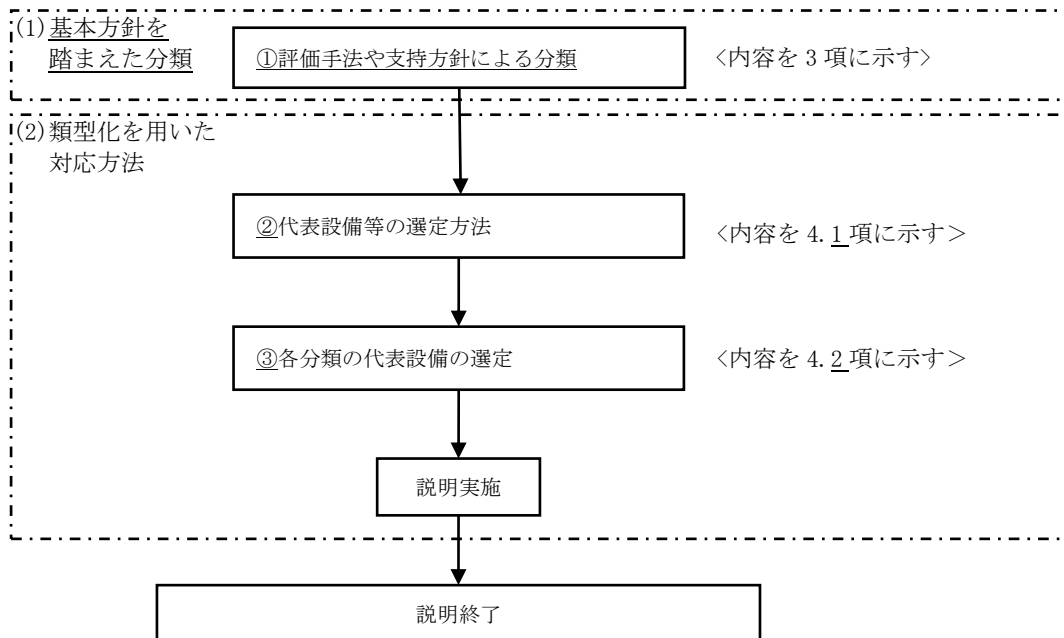 (1)基本方針を
踏まえた分類
①評価手法や支持方針による分類
<内容を 3 項に示す>
(2)類型化を用いた
対応方法
②代表設備等の選定方法
<内容を 4.1 項に示す>
③各分類の代表設備の選定
<内容を 4.2 項に示す>
説明実施
説明終了